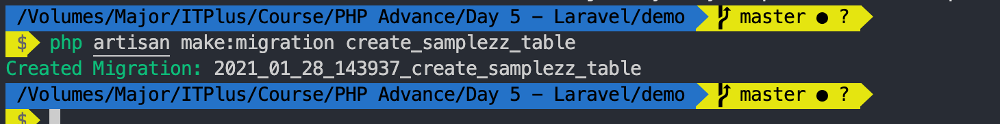 /Volumes/Major/ITPlus/Course/PHP Advance/Day 5 - Laravel/demo master ● ?
$ php artisan make:migration create_samplezz_table
Created Migration: 2021_01_28_143937_create_samplezz_table
/Volumes/Major/ITPlus/Course/PHP Advance/Day 5 - Laravel/demo master ● ?
$